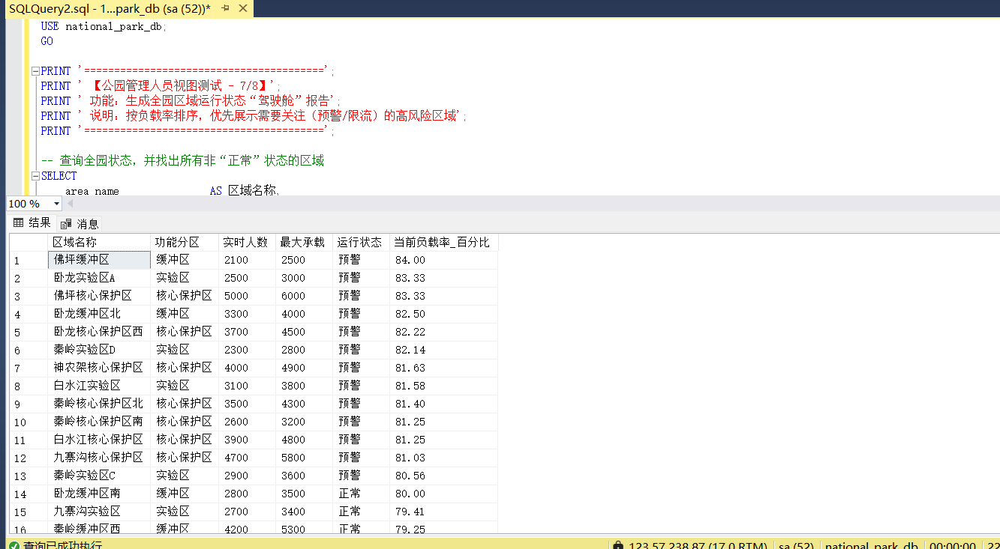 SQLQuery2.sql - 1...park_db (sa (52))*
USE national_park_db;
GO
PRINT '========================================';
PRINT ' 【公园管理人员视图测试 - 7/8】';
PRINT ' 功能：生成全园区域运行状态“驾驶舱”报告';
PRINT ' 说明：按负载率排序，优先展示需要关注（预警/限流）的高风险区域';
PRINT '========================================';
-- 查询全园状态，并找出所有非“正常”状态的区域
SELECT
area_name AS 区域名称,
100 %
结果 消息
区域名称 功能分区 实时人数 最大承载 运行状态 当前负载率_百分比
1 佛坪缓冲区 缓冲区 2100 2500 预警 84.00
2 卧龙实验区A 实验区 2500 3000 预警 83.33
3 佛坪核心保护区 核心保护区 5000 6000 预警 83.33
4 卧龙缓冲区北 缓冲区 3300 4000 预警 82.50
5 卧龙核心保护区西 核心保护区 3700 4500 预警 82.22
6 秦岭实验区D 实验区 2300 2800 预警 82.14
7 神农架核心保护区 核心保护区 4000 4900 预警 81.63
8 白水江实验区 实验区 3100 3800 预警 81.58
9 秦岭核心保护区北 核心保护区 3500 4300 预警 81.40
10 秦岭核心保护区南 核心保护区 2600 3200 预警 81.25
11 白水江核心保护区 核心保护区 3900 4800 预警 81.25
12 九寨沟核心保护区 核心保护区 4700 5800 预警 81.03
13 秦岭实验区C 实验区 2900 3600 预警 80.56
14 卧龙缓冲区南 缓冲区 2800 3500 正常 80.00
15 九寨沟实验区 实验区 2700 3400 正常 79.41
16 秦岭缓冲区西 缓冲区 4200 5300 正常 79.25
查询已成功执行 123.57.238.87 (17.0 RTM) sa (52) national_park_db 00:00:00 22